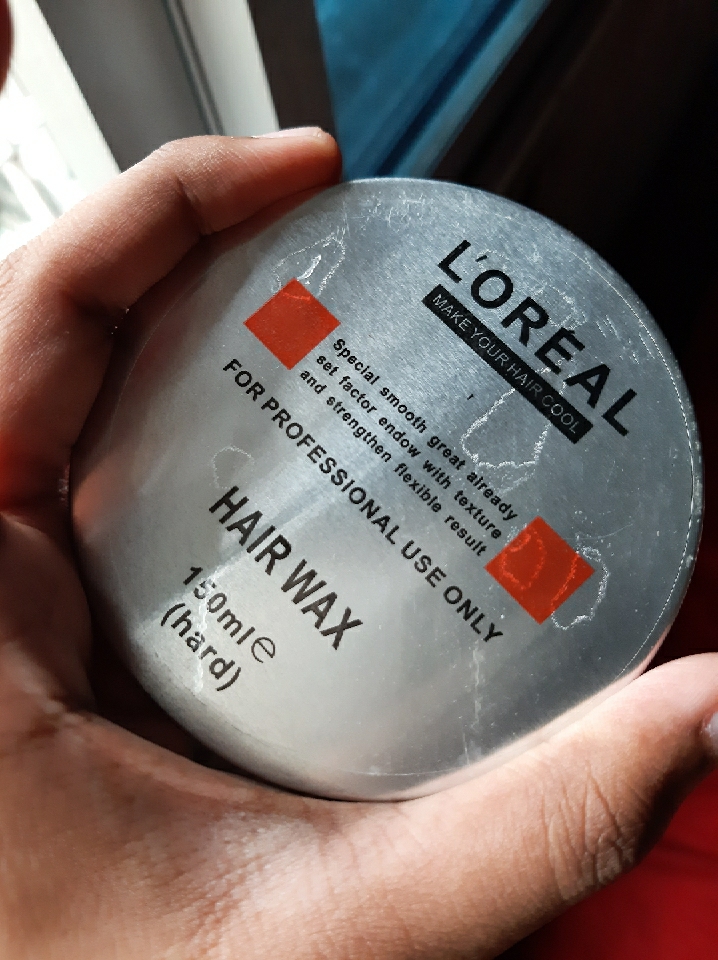 L'ORÉAL
MAKE YOUR HAIR COOL
Special smooth great already
set factor endow with texture
and strengthen flexible result
FOR PROFESSIONAL USE ONLY
HAIR WAX
150ml ℮
(hard)